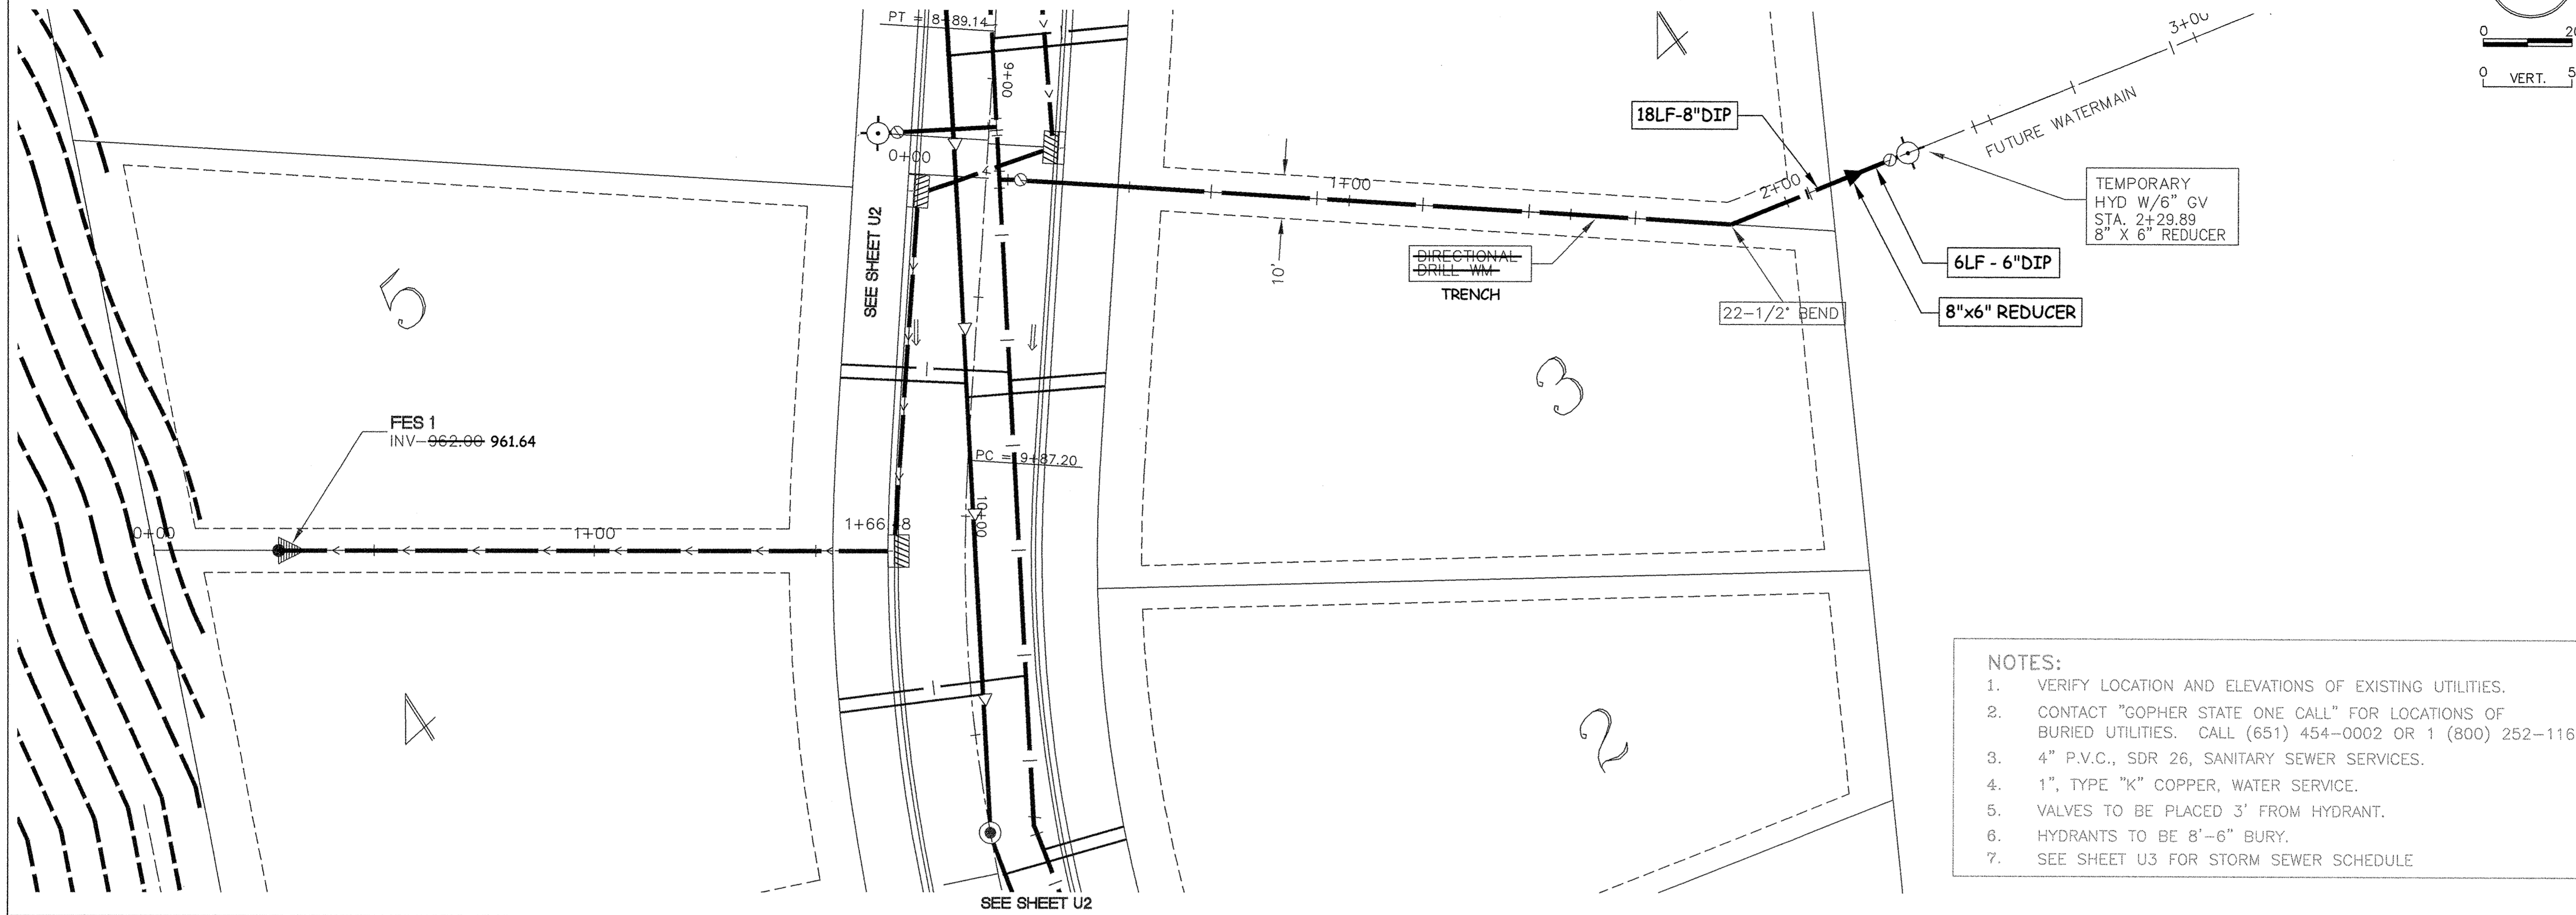 PT = 8+89.14
4
3+00
0
20
0 VERT. 5
9+00
18LF-8"DIP
FUTURE WATERMAIN
0+00
1+00
2+00
TEMPORARY
HYD W/6" GV
STA. 2+29.89
8" X 6" REDUCER
SEE SHEET U2
5
10'
DIRECTIONAL
DRILL WM
TRENCH
6LF - 6"DIP
22-1/2° BEND
8"x6" REDUCER
3
FES 1
INV-962.00 961.64
PC = 9+87.20
10+00
0+00
1+00
1+66.48
4
2
NOTES:
1. VERIFY LOCATION AND ELEVATIONS OF EXISTING UTILITIES.
2. CONTACT "GOPHER STATE ONE CALL" FOR LOCATIONS OF
BURIED UTILITIES. CALL (651) 454-0002 OR 1 (800) 252-116
3. 4" P.V.C., SDR 26, SANITARY SEWER SERVICES.
4. 1", TYPE "K" COPPER, WATER SERVICE.
5. VALVES TO BE PLACED 3' FROM HYDRANT.
6. HYDRANTS TO BE 8'-6" BURY.
7. SEE SHEET U3 FOR STORM SEWER SCHEDULE
SEE SHEET U2